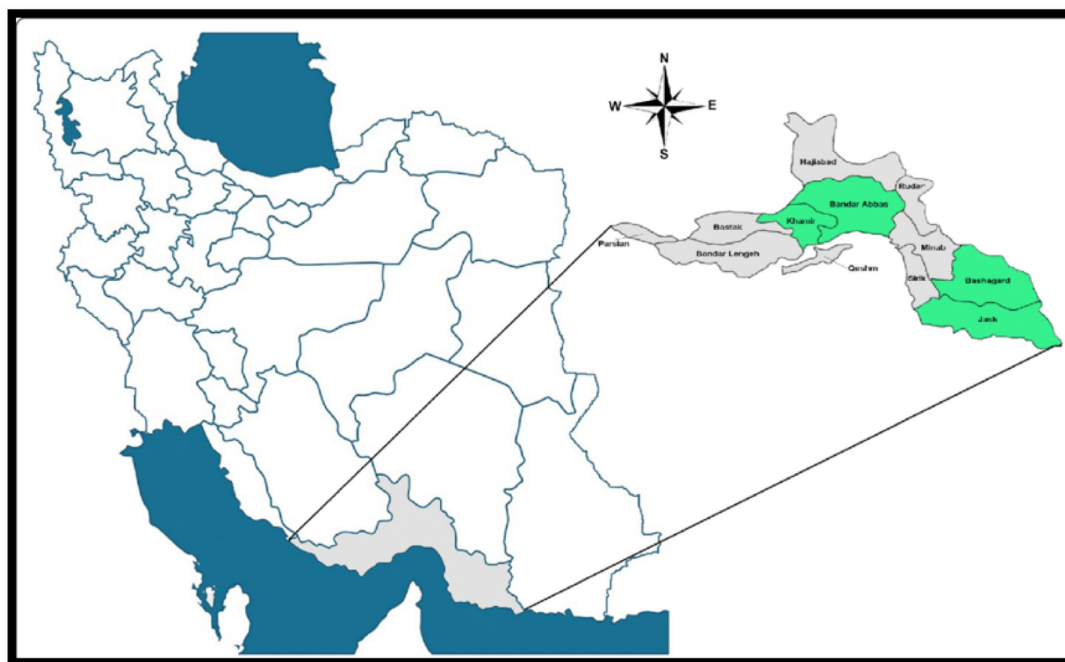 N
W E
S
Hajiabad
Rudan
Bandar Abbas
Khamir
Bastak
Parsian
Minab
Bandar Lengeh
Qeshm
Sirik
Bashagard
Jask